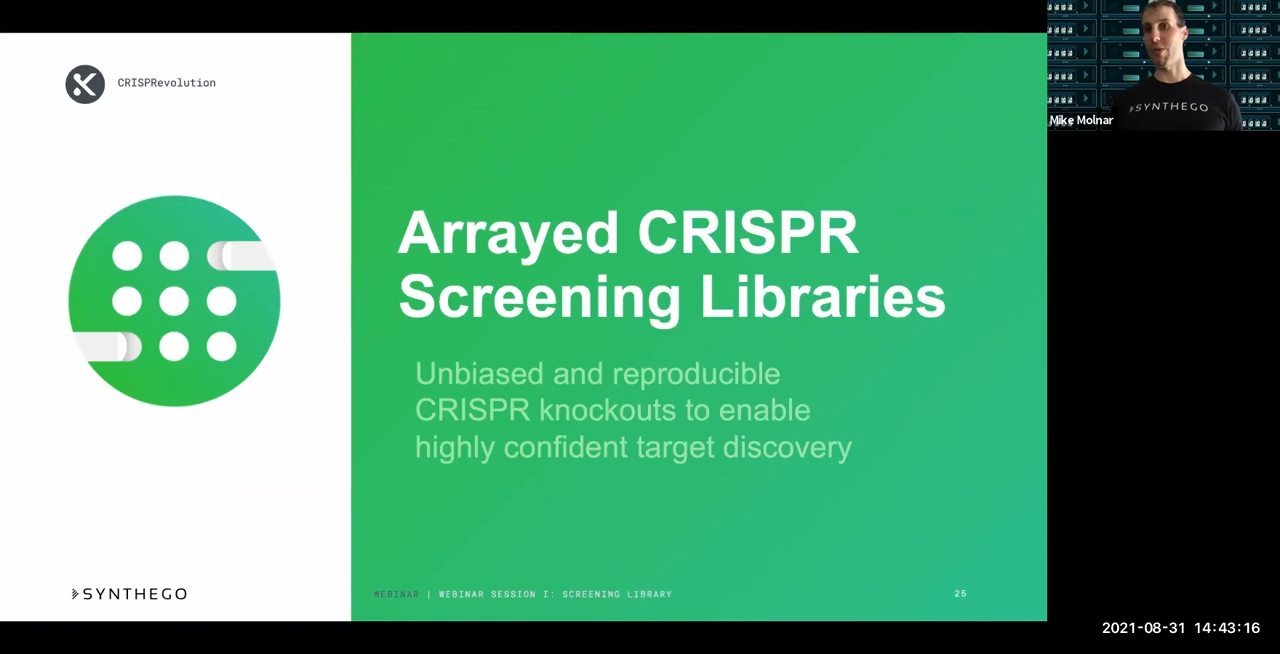 CRISPRevolution
Arrayed CRISPR
Screening Libraries
Unbiased and reproducible
CRISPR knockouts to enable
highly confident target discovery
SYNTHEGO
WEBINAR | WEBINAR SESSION I: SCREENING LIBRARY
25
SYNTHEGO
Mike Molnar
2021-08-31 14:43:16